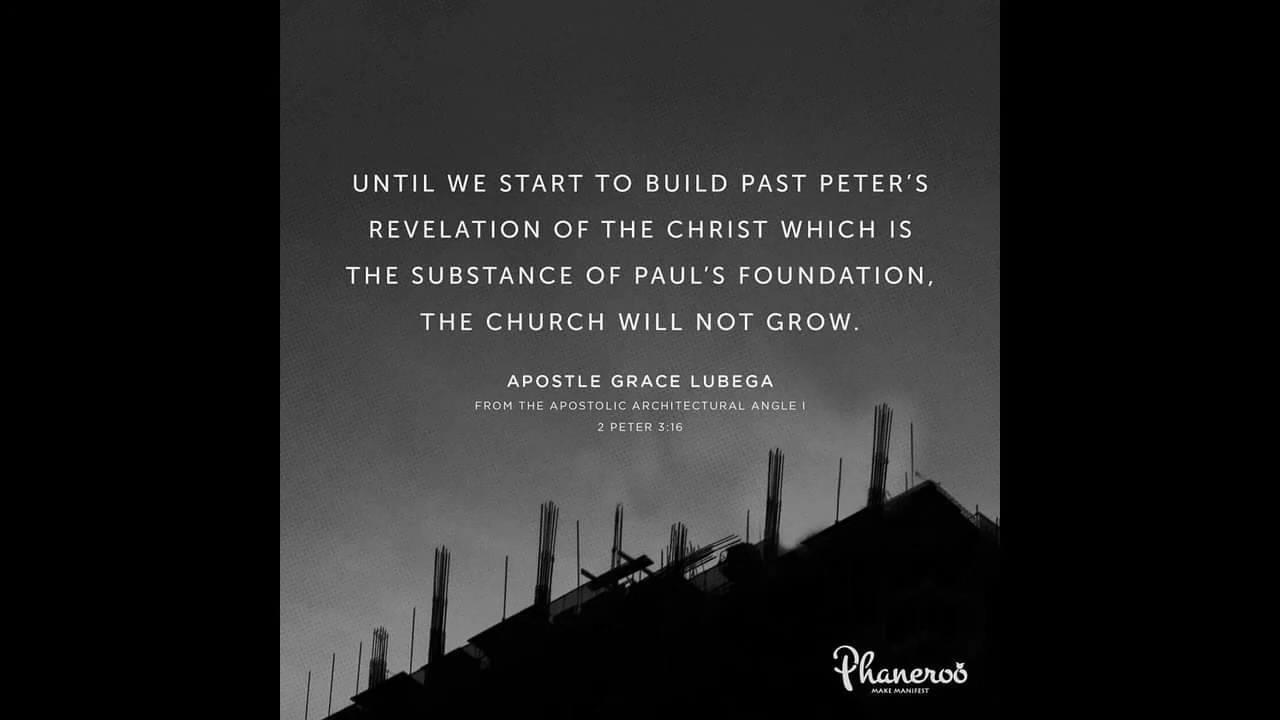 UNTIL WE START TO BUILD PAST PETER'S
REVELATION OF THE CHRIST WHICH IS
THE SUBSTANCE OF PAUL'S FOUNDATION,
THE CHURCH WILL NOT GROW.
APOSTLE GRACE LUBEGA
FROM THE APOSTOLIC ARCHITECTURAL ANGLE I
2 PETER 3:16
Phaneroo
MAKE MANIFEST